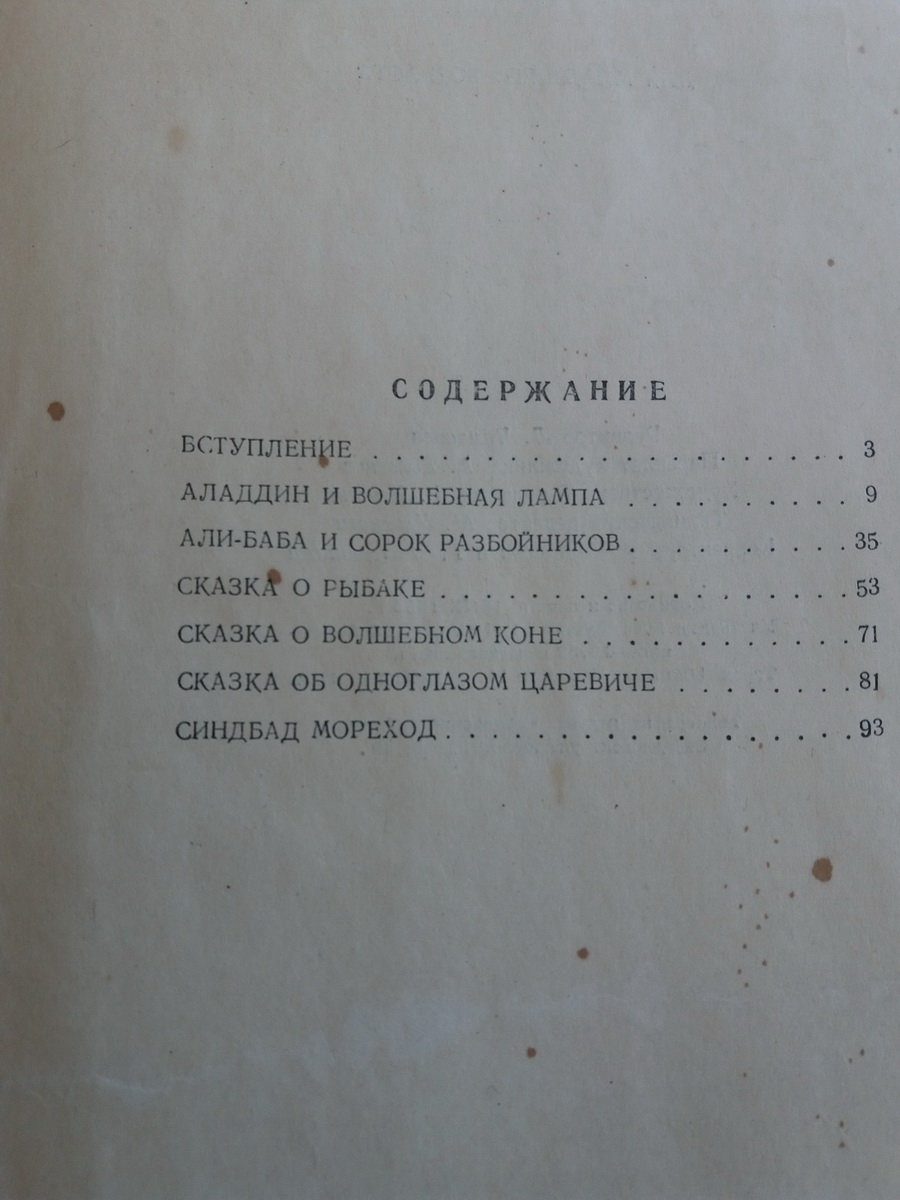 СОДЕРЖАНИЕ
ВСТУПЛЕНИЕ . . . . . . . . . . . . . . . . . . . . . 3
АЛАДДИН И ВОЛШЕБНАЯ ЛАМПА . . . . . . . . . . 9
АЛИ-БАБА И СОРОК РАЗБОЙНИКОВ . . . . . . . . . . 35
СКАЗКА О РЫБАКЕ . . . . . . . . . . . . . . . . . . 53
СКАЗКА О ВОЛШЕБНОМ КОНЕ . . . . . . . . . . . . 71
СКАЗКА ОБ ОДНОГЛАЗОМ ЦАРЕВИЧЕ . . . . . . . . 81
СИНДБАД МОРЕХОД . . . . . . . . . . . . . . . . . . 93